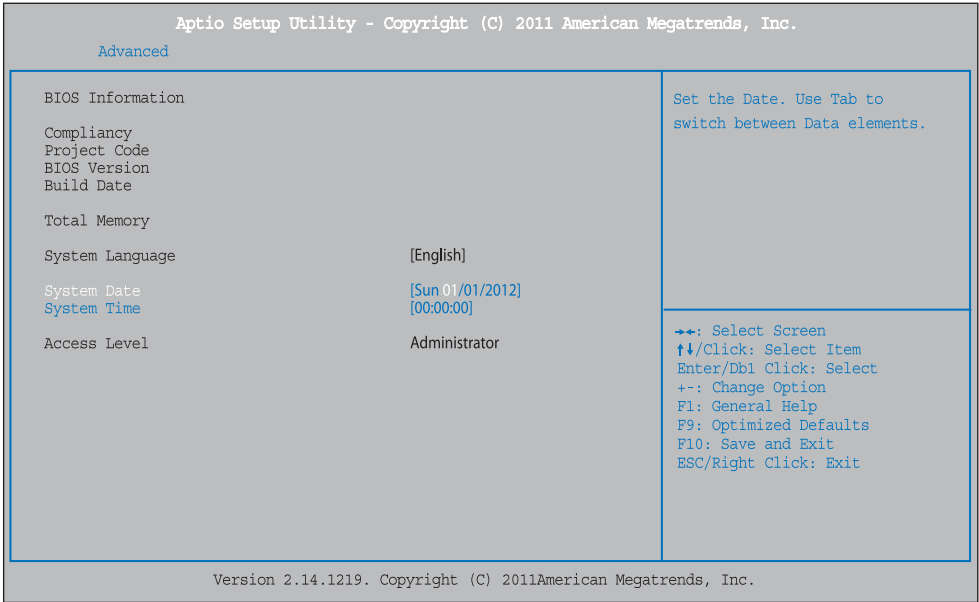 Aptio Setup Utility - Copyright (C) 2011 American Megatrends, Inc.
Advanced
BIOS Information
Compliancy
Project Code
BIOS Version
Build Date
Total Memory
System Language [English]
System Date [Sun 01/01/2012]
System Time [00:00:00]
Access Level Administrator
Set the Date. Use Tab to
switch between Data elements.
→←: Select Screen
↑↓/Click: Select Item
Enter/Db1 Click: Select
+-: Change Option
F1: General Help
F9: Optimized Defaults
F10: Save and Exit
ESC/Right Click: Exit
Version 2.14.1219. Copyright (C) 2011American Megatrends, Inc.